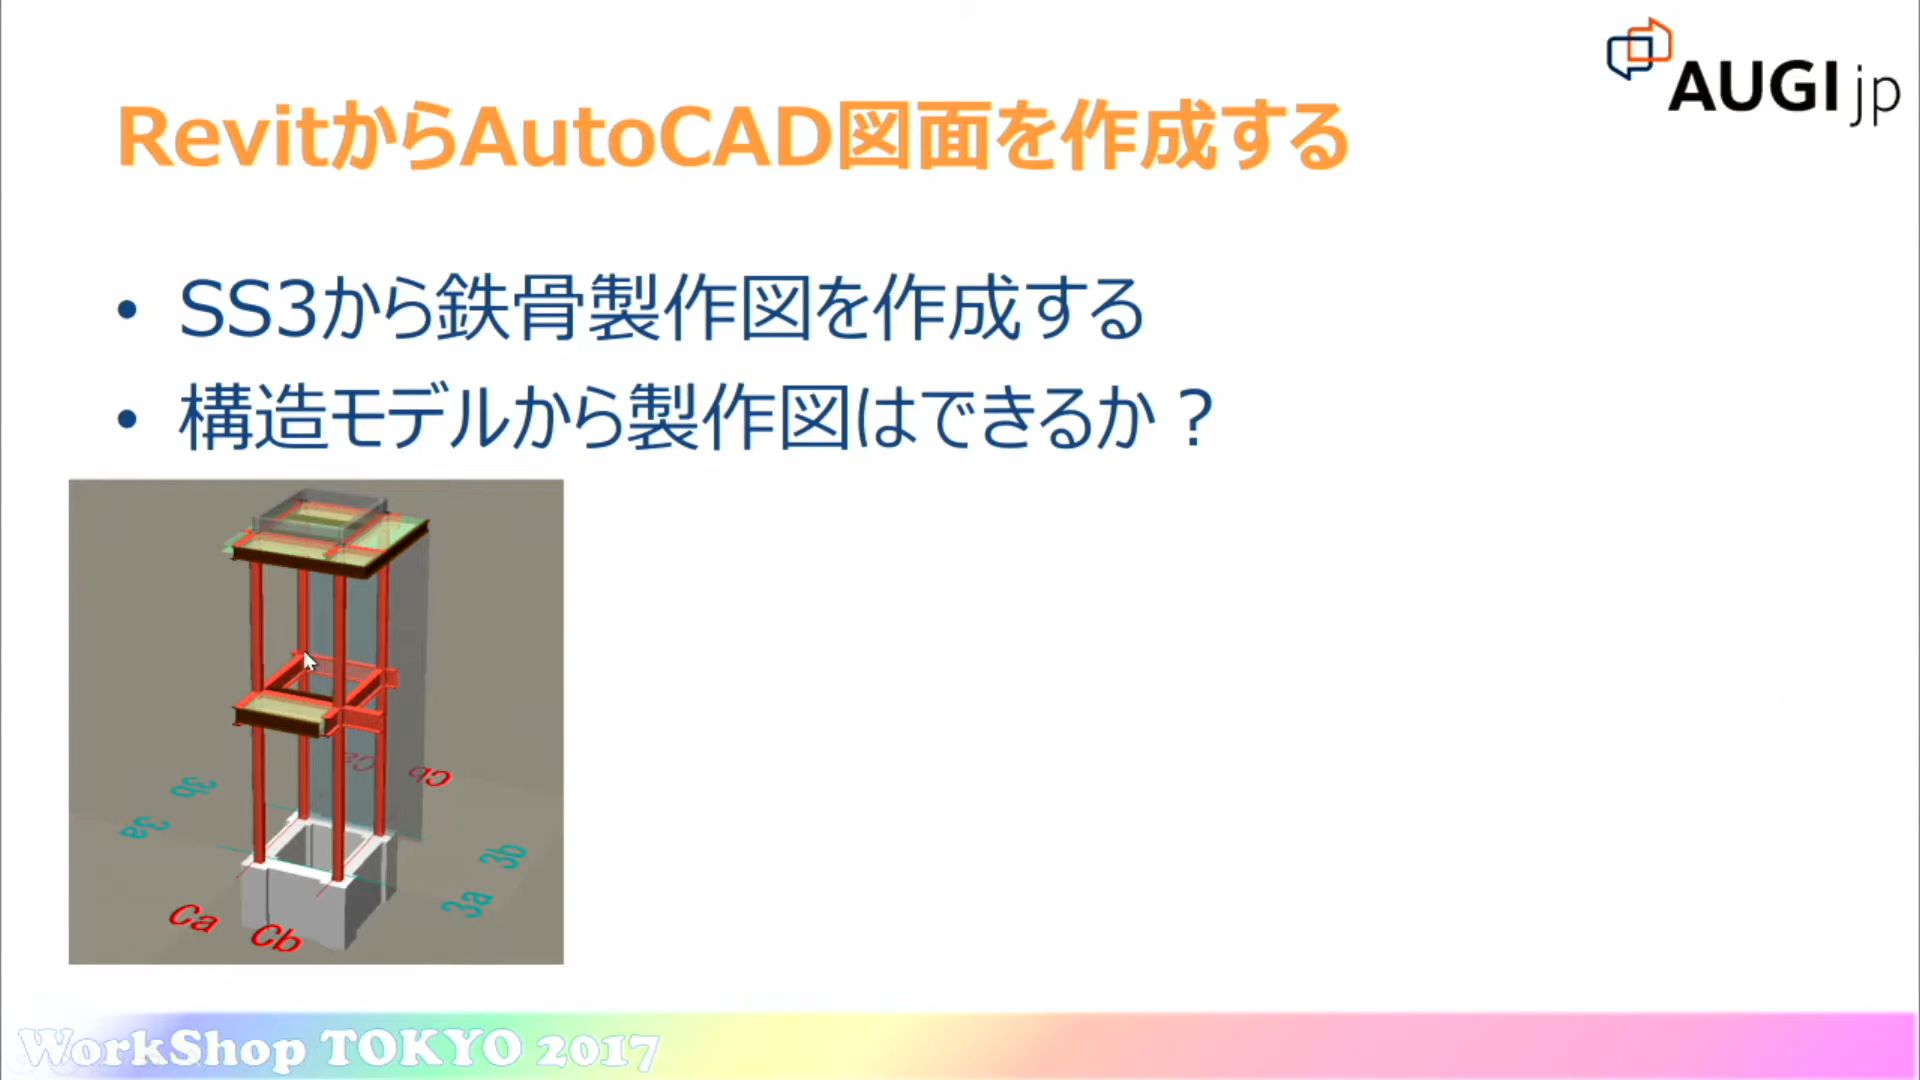 AUGI jp
RevitからAutoCAD図面を作成する
• SS3から鉄骨製作図を作成する
• 構造モデルから製作図はできるか？
Ca
Cb
3b
3a
3b
3a
Ca
Cb
WorkShop TOKYO 2017